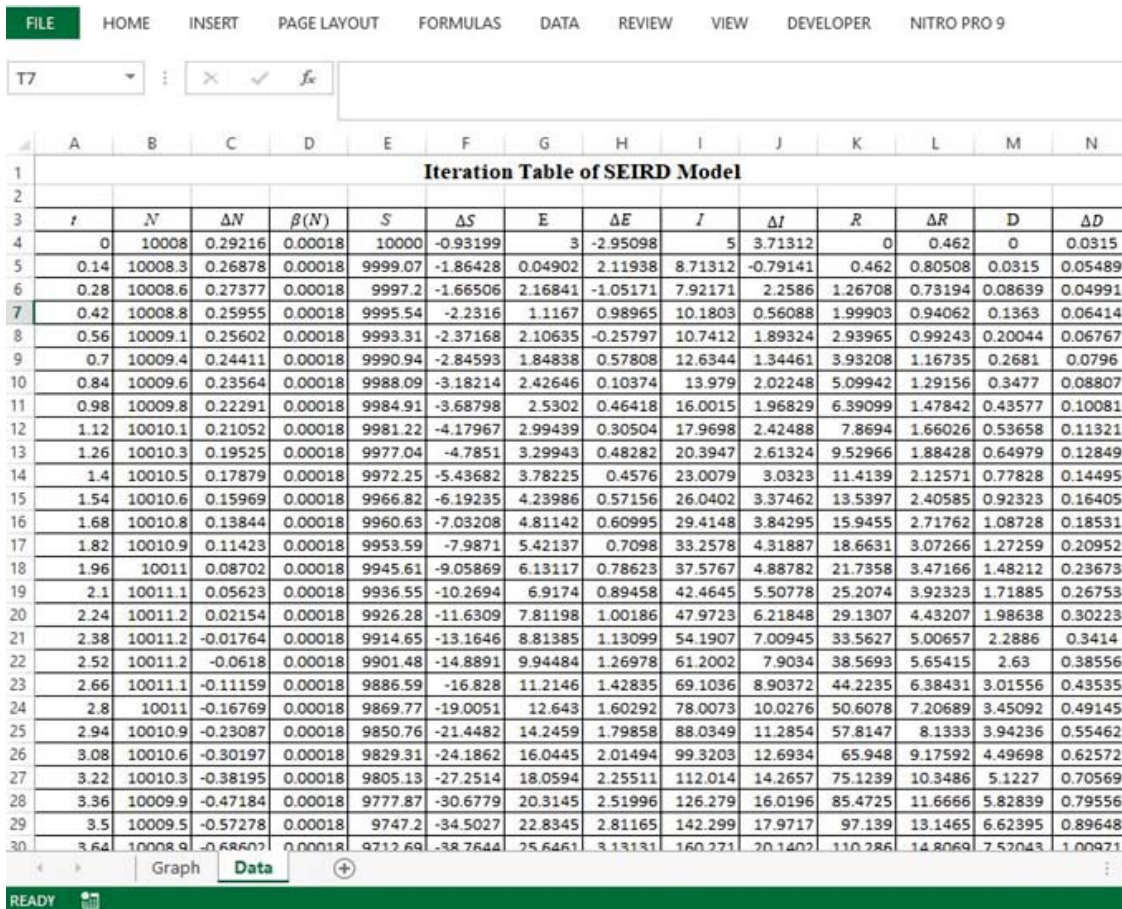 FILE HOME INSERT PAGE LAYOUT FORMULAS DATA REVIEW VIEW DEVELOPER NITRO PRO 9
T7 fx
A B C D E F G H I J K L M N
1 Iteration Table of SEIRD Model
2
3 t N ΔN β(N) S ΔS E ΔE I ΔI R ΔR D ΔD
4 0 10008 0.29216 0.00018 10000 -0.93199 3 -2.95098 5 3.71312 0 0.462 0 0.0315
5 0.14 10008.3 0.26878 0.00018 9999.07 -1.86428 0.04902 2.11938 8.71312 -0.79141 0.462 0.80508 0.0315 0.05489
6 0.28 10008.6 0.27377 0.00018 9997.2 -1.66506 2.16841 -1.05171 7.92171 2.2586 1.26708 0.73194 0.08639 0.04991
7 0.42 10008.8 0.25955 0.00018 9995.54 -2.2316 1.1167 0.98965 10.1803 0.56088 1.99903 0.94062 0.1363 0.06414
8 0.56 10009.1 0.25602 0.00018 9993.31 -2.37168 2.10635 -0.25797 10.7412 1.89324 2.93965 0.99243 0.20044 0.06767
9 0.7 10009.4 0.24411 0.00018 9990.94 -2.84593 1.84838 0.57808 12.6344 1.34461 3.93208 1.16735 0.2681 0.0796
10 0.84 10009.6 0.23564 0.00018 9988.09 -3.18214 2.42646 0.10374 13.979 2.02248 5.09942 1.29156 0.3477 0.08807
11 0.98 10009.8 0.22291 0.00018 9984.91 -3.68798 2.5302 0.46418 16.0015 1.96829 6.39099 1.47842 0.43577 0.10081
12 1.12 10010.1 0.21052 0.00018 9981.22 -4.17967 2.99439 0.30504 17.9698 2.42488 7.8694 1.66026 0.53658 0.11321
13 1.26 10010.3 0.19525 0.00018 9977.04 -4.7851 3.29943 0.48282 20.3947 2.61324 9.52966 1.88428 0.64979 0.12849
14 1.4 10010.5 0.17879 0.00018 9972.25 -5.43682 3.78225 0.4576 23.0079 3.0323 11.4139 2.12571 0.77828 0.14495
15 1.54 10010.6 0.15969 0.00018 9966.82 -6.19235 4.23986 0.57156 26.0402 3.37462 13.5397 2.40585 0.92323 0.16405
16 1.68 10010.8 0.13844 0.00018 9960.63 -7.03208 4.81142 0.60995 29.4148 3.84295 15.9455 2.71762 1.08728 0.18531
17 1.82 10010.9 0.11423 0.00018 9953.59 -7.9871 5.42137 0.7098 33.2578 4.31887 18.6631 3.07266 1.27259 0.20952
18 1.96 10011 0.08702 0.00018 9945.61 -9.05869 6.13117 0.78623 37.5767 4.88782 21.7358 3.47166 1.48212 0.23673
19 2.1 10011.1 0.05623 0.00018 9936.55 -10.2694 6.9174 0.89458 42.4645 5.50778 25.2074 3.92323 1.71885 0.26753
20 2.24 10011.2 0.02154 0.00018 9926.28 -11.6309 7.81198 1.00186 47.9723 6.21848 29.1307 4.43207 1.98638 0.30223
21 2.38 10011.2 -0.01764 0.00018 9914.65 -13.1646 8.81385 1.13099 54.1907 7.00945 33.5627 5.00657 2.2886 0.3414
22 2.52 10011.2 -0.0618 0.00018 9901.48 -14.8891 9.94484 1.26978 61.2002 7.9034 38.5693 5.65415 2.63 0.38556
23 2.66 10011.1 -0.11159 0.00018 9886.59 -16.828 11.2146 1.42835 69.1036 8.90372 44.2235 6.38431 3.01556 0.43535
24 2.8 10011 -0.16769 0.00018 9869.77 -19.0051 12.643 1.60292 78.0073 10.0276 50.6078 7.20689 3.45092 0.49145
25 2.94 10010.9 -0.23087 0.00018 9850.76 -21.4482 14.2459 1.79858 88.0349 11.2854 57.8147 8.1333 3.94236 0.55462
26 3.08 10010.6 -0.30197 0.00018 9829.31 -24.1862 16.0445 2.01494 99.3203 12.6934 65.948 9.17592 4.49698 0.62572
27 3.22 10010.3 -0.38195 0.00018 9805.13 -27.2514 18.0594 2.25511 112.014 14.2657 75.1239 10.3486 5.1227 0.70569
28 3.36 10009.9 -0.47184 0.00018 9777.87 -30.6779 20.3145 2.51996 126.279 16.0196 85.4725 11.6666 5.82839 0.79556
29 3.5 10009.5 -0.57278 0.00018 9747.2 -34.5027 22.8345 2.81165 142.299 17.9717 97.139 13.1465 6.62395 0.89648
30 3.64 10008.9 -0.68602 0.00018 9712.69 -38.7644 25.6461 3.13131 160.271 20.1402 110.286 14.8069 7.52043 1.00971
Graph Data
READY